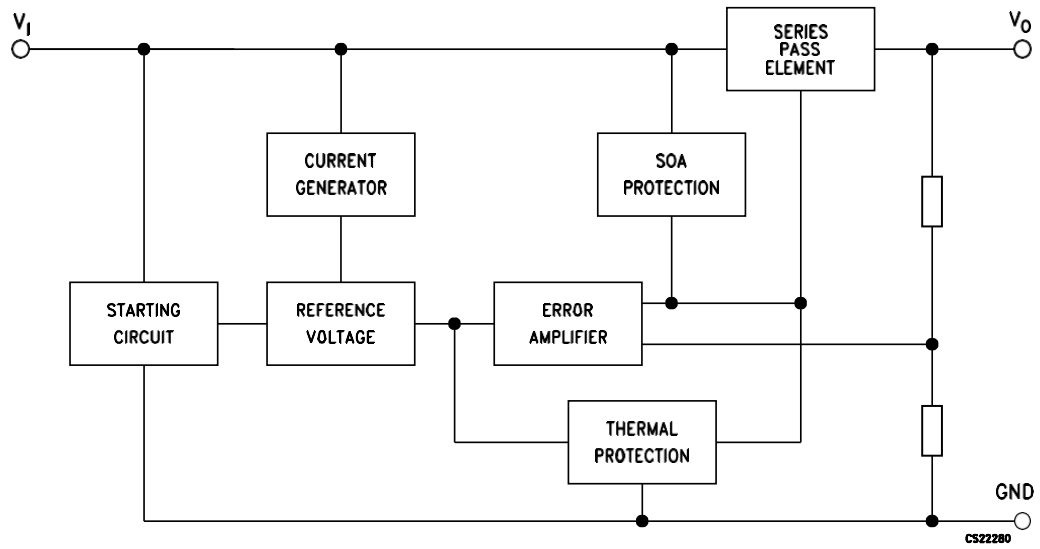 V_I
V_O
SERIES
PASS
ELEMENT
CURRENT
GENERATOR
SOA
PROTECTION
STARTING
CIRCUIT
REFERENCE
VOLTAGE
ERROR
AMPLIFIER
THERMAL
PROTECTION
GND
CS22280